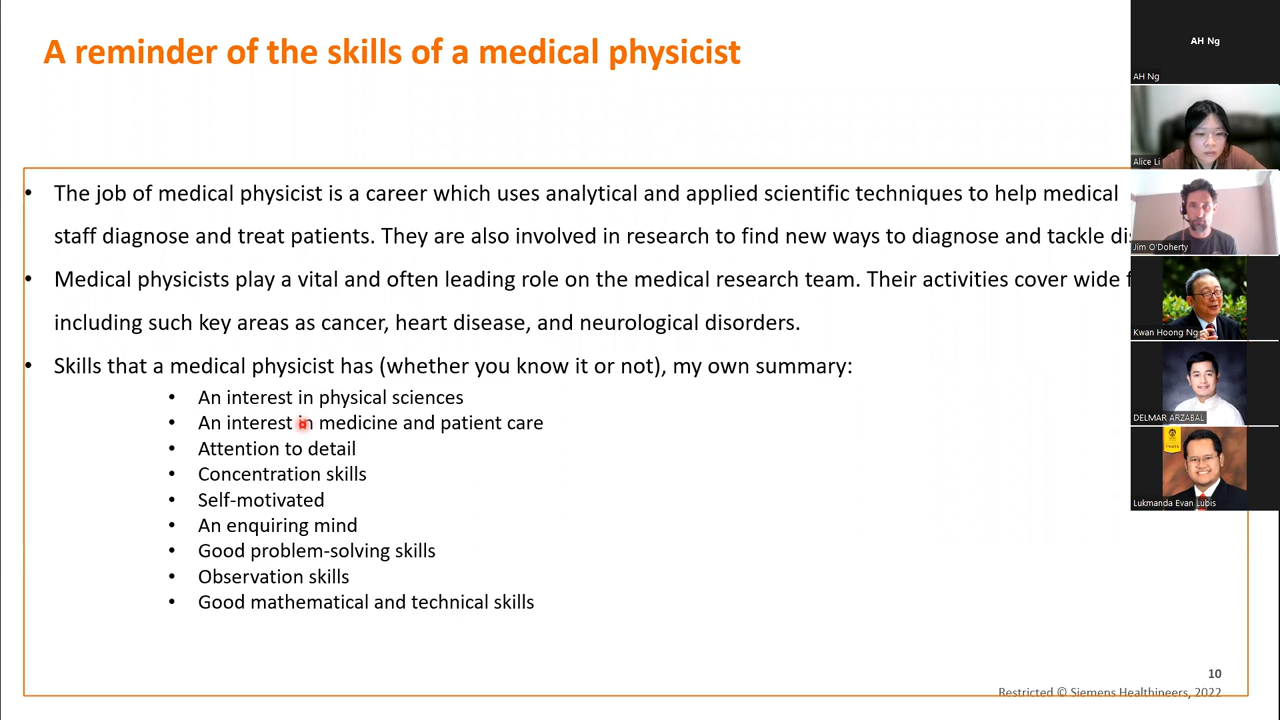 A reminder of the skills of a medical physicist
• The job of medical physicist is a career which uses analytical and applied scientific techniques to help medical
staff diagnose and treat patients. They are also involved in research to find new ways to diagnose and tackle
• Medical physicists play a vital and often leading role on the medical research team. Their activities cover wide
including such key areas as cancer, heart disease, and neurological disorders.
• Skills that a medical physicist has (whether you know it or not), my own summary:
• An interest in physical sciences
• An interest in medicine and patient care
• Attention to detail
• Concentration skills
• Self-motivated
• An enquiring mind
• Good problem-solving skills
• Observation skills
• Good mathematical and technical skills
10
Restricted © Siemens Healthineers, 2022
AH Ng
AH Ng
Alice Li
Jim O'Doherty
Kwan Hoong Ng
DELMAR ARZABAL
Lukmanda Evan Lubis